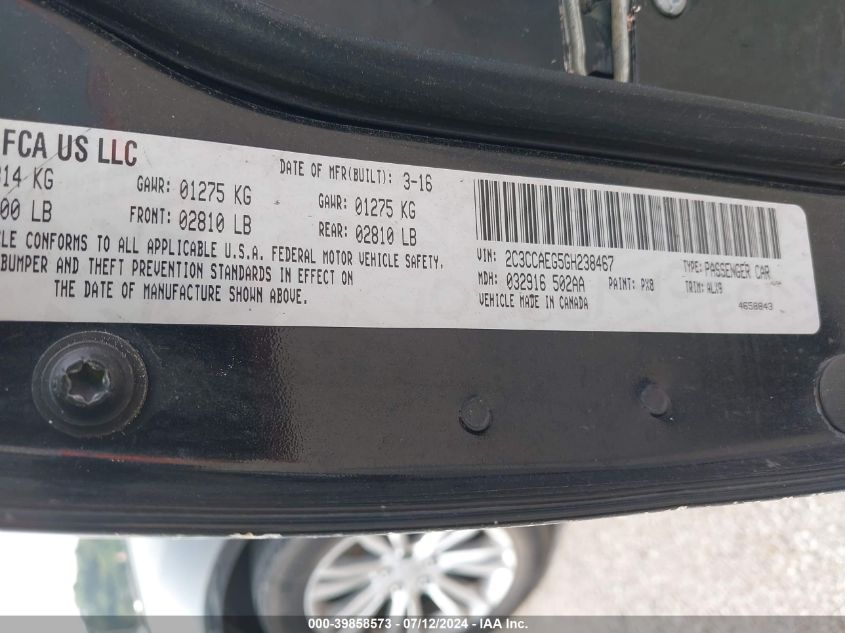 FCA US LLC
DATE OF MFR(BUILT): 3-16
14 KG GAWR: 01275 KG GAWR: 01275 KG
00 LB FRONT: 02810 LB REAR: 02810 LB
CLE CONFORMS TO ALL APPLICABLE U.S.A. FEDERAL MOTOR VEHICLE SAFETY,
BUMPER AND THEFT PREVENTION STANDARDS IN EFFECT ON
THE DATE OF MANUFACTURE SHOWN ABOVE.
VIN: 2C3CCAEG5GH238467 TYPE: PASSENGER CAR
MDH: 032916 502AA PAINT: PX8 TRIM: ALX9
VEHICLE MADE IN CANADA 4658843
000-39858573 - 07/12/2024 - IAA Inc.